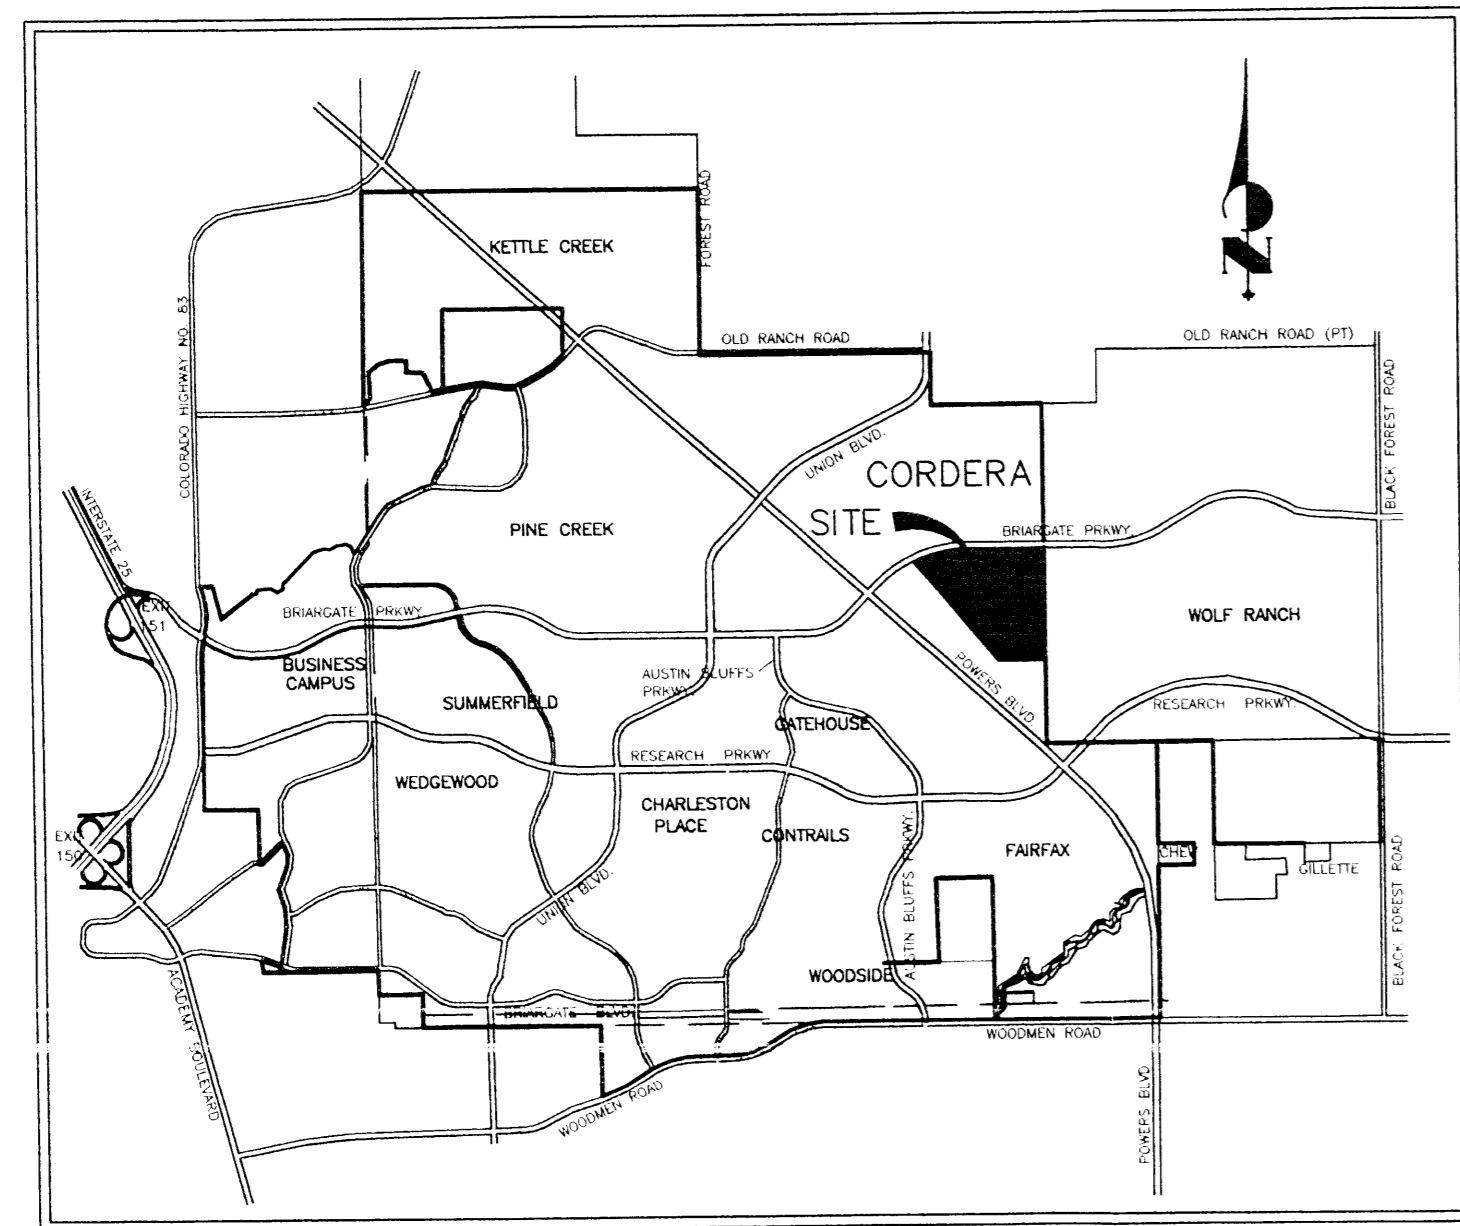 FOREST ROAD
KETTLE CREEK
N
COLORADO HIGHWAY NO. 83
OLD RANCH ROAD
OLD RANCH ROAD (PT)
BLACK FOREST ROAD
UNION BLVD.
CORDERA
SITE
INTERSTATE 25
PINE CREEK
BRIARGATE PRKWY.
EXIT
151
BRIARGATE PRKWY.
WOLF RANCH
BUSINESS
CAMPUS
AUSTIN BLUFFS
PRKWY.
POWERS BLVD.
SUMMERFIELD
GATEHOUSE
RESEARCH PRKWY.
RESEARCH PRKWY
WEDGEWOOD
CHARLESTON
PLACE
CONTRAILS
EXIT
150
FAIRFAX
CHEV
GILLETTE
UNION BLVD.
AUSTIN BLUFFS PRKWY.
BLACK FOREST ROAD
WOODSIDE
ACADEMY BOULEVARD
BRIARGATE BLVD
WOODMEN ROAD
WOODMEN ROAD
POWERS BLVD